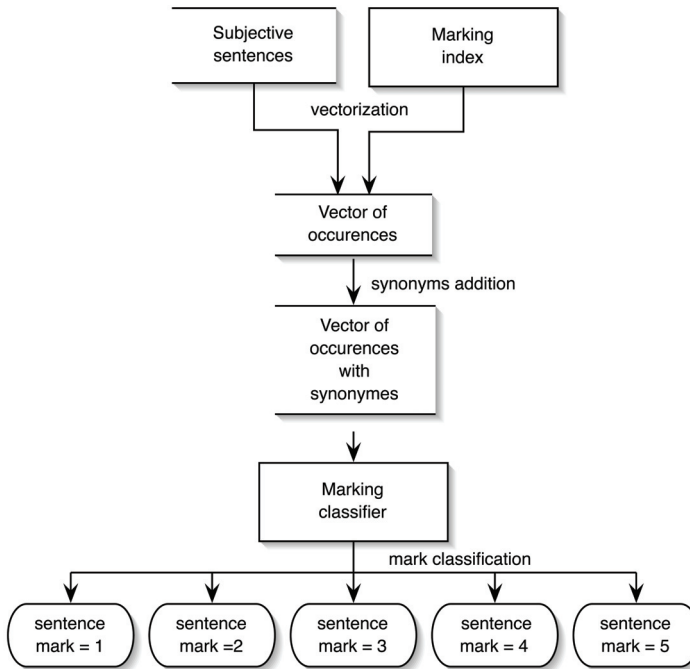 Subjective
sentences
Marking
index
vectorization
Vector of
occurences
synonyms addition
Vector of
occurences
with
synonymes
Marking
classifier
mark classification
sentence
mark = 1
sentence
mark =2
sentence
mark = 3
sentence
mark = 4
sentence
mark = 5